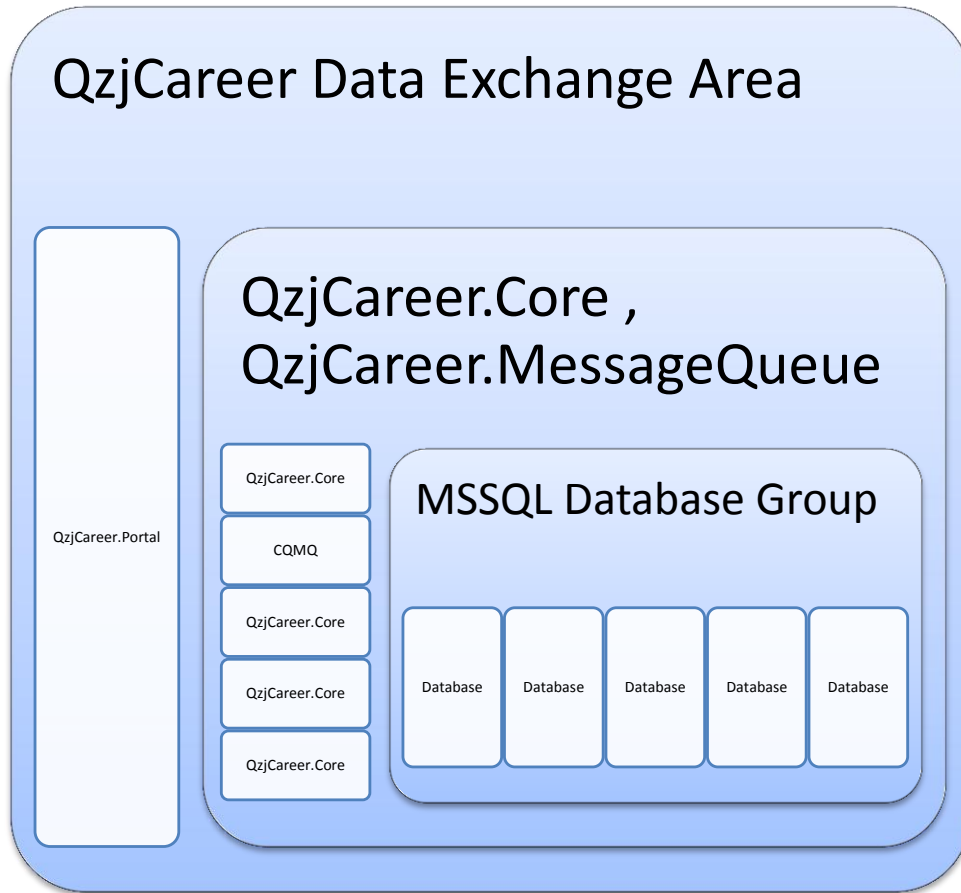 QzjCareer Data Exchange Area
QzjCareer.Portal
QzjCareer.Core ,
QzjCareer.MessageQueue
QzjCareer.Core
CQMQ
QzjCareer.Core
QzjCareer.Core
QzjCareer.Core
MSSQL Database Group
Database
Database
Database
Database
Database